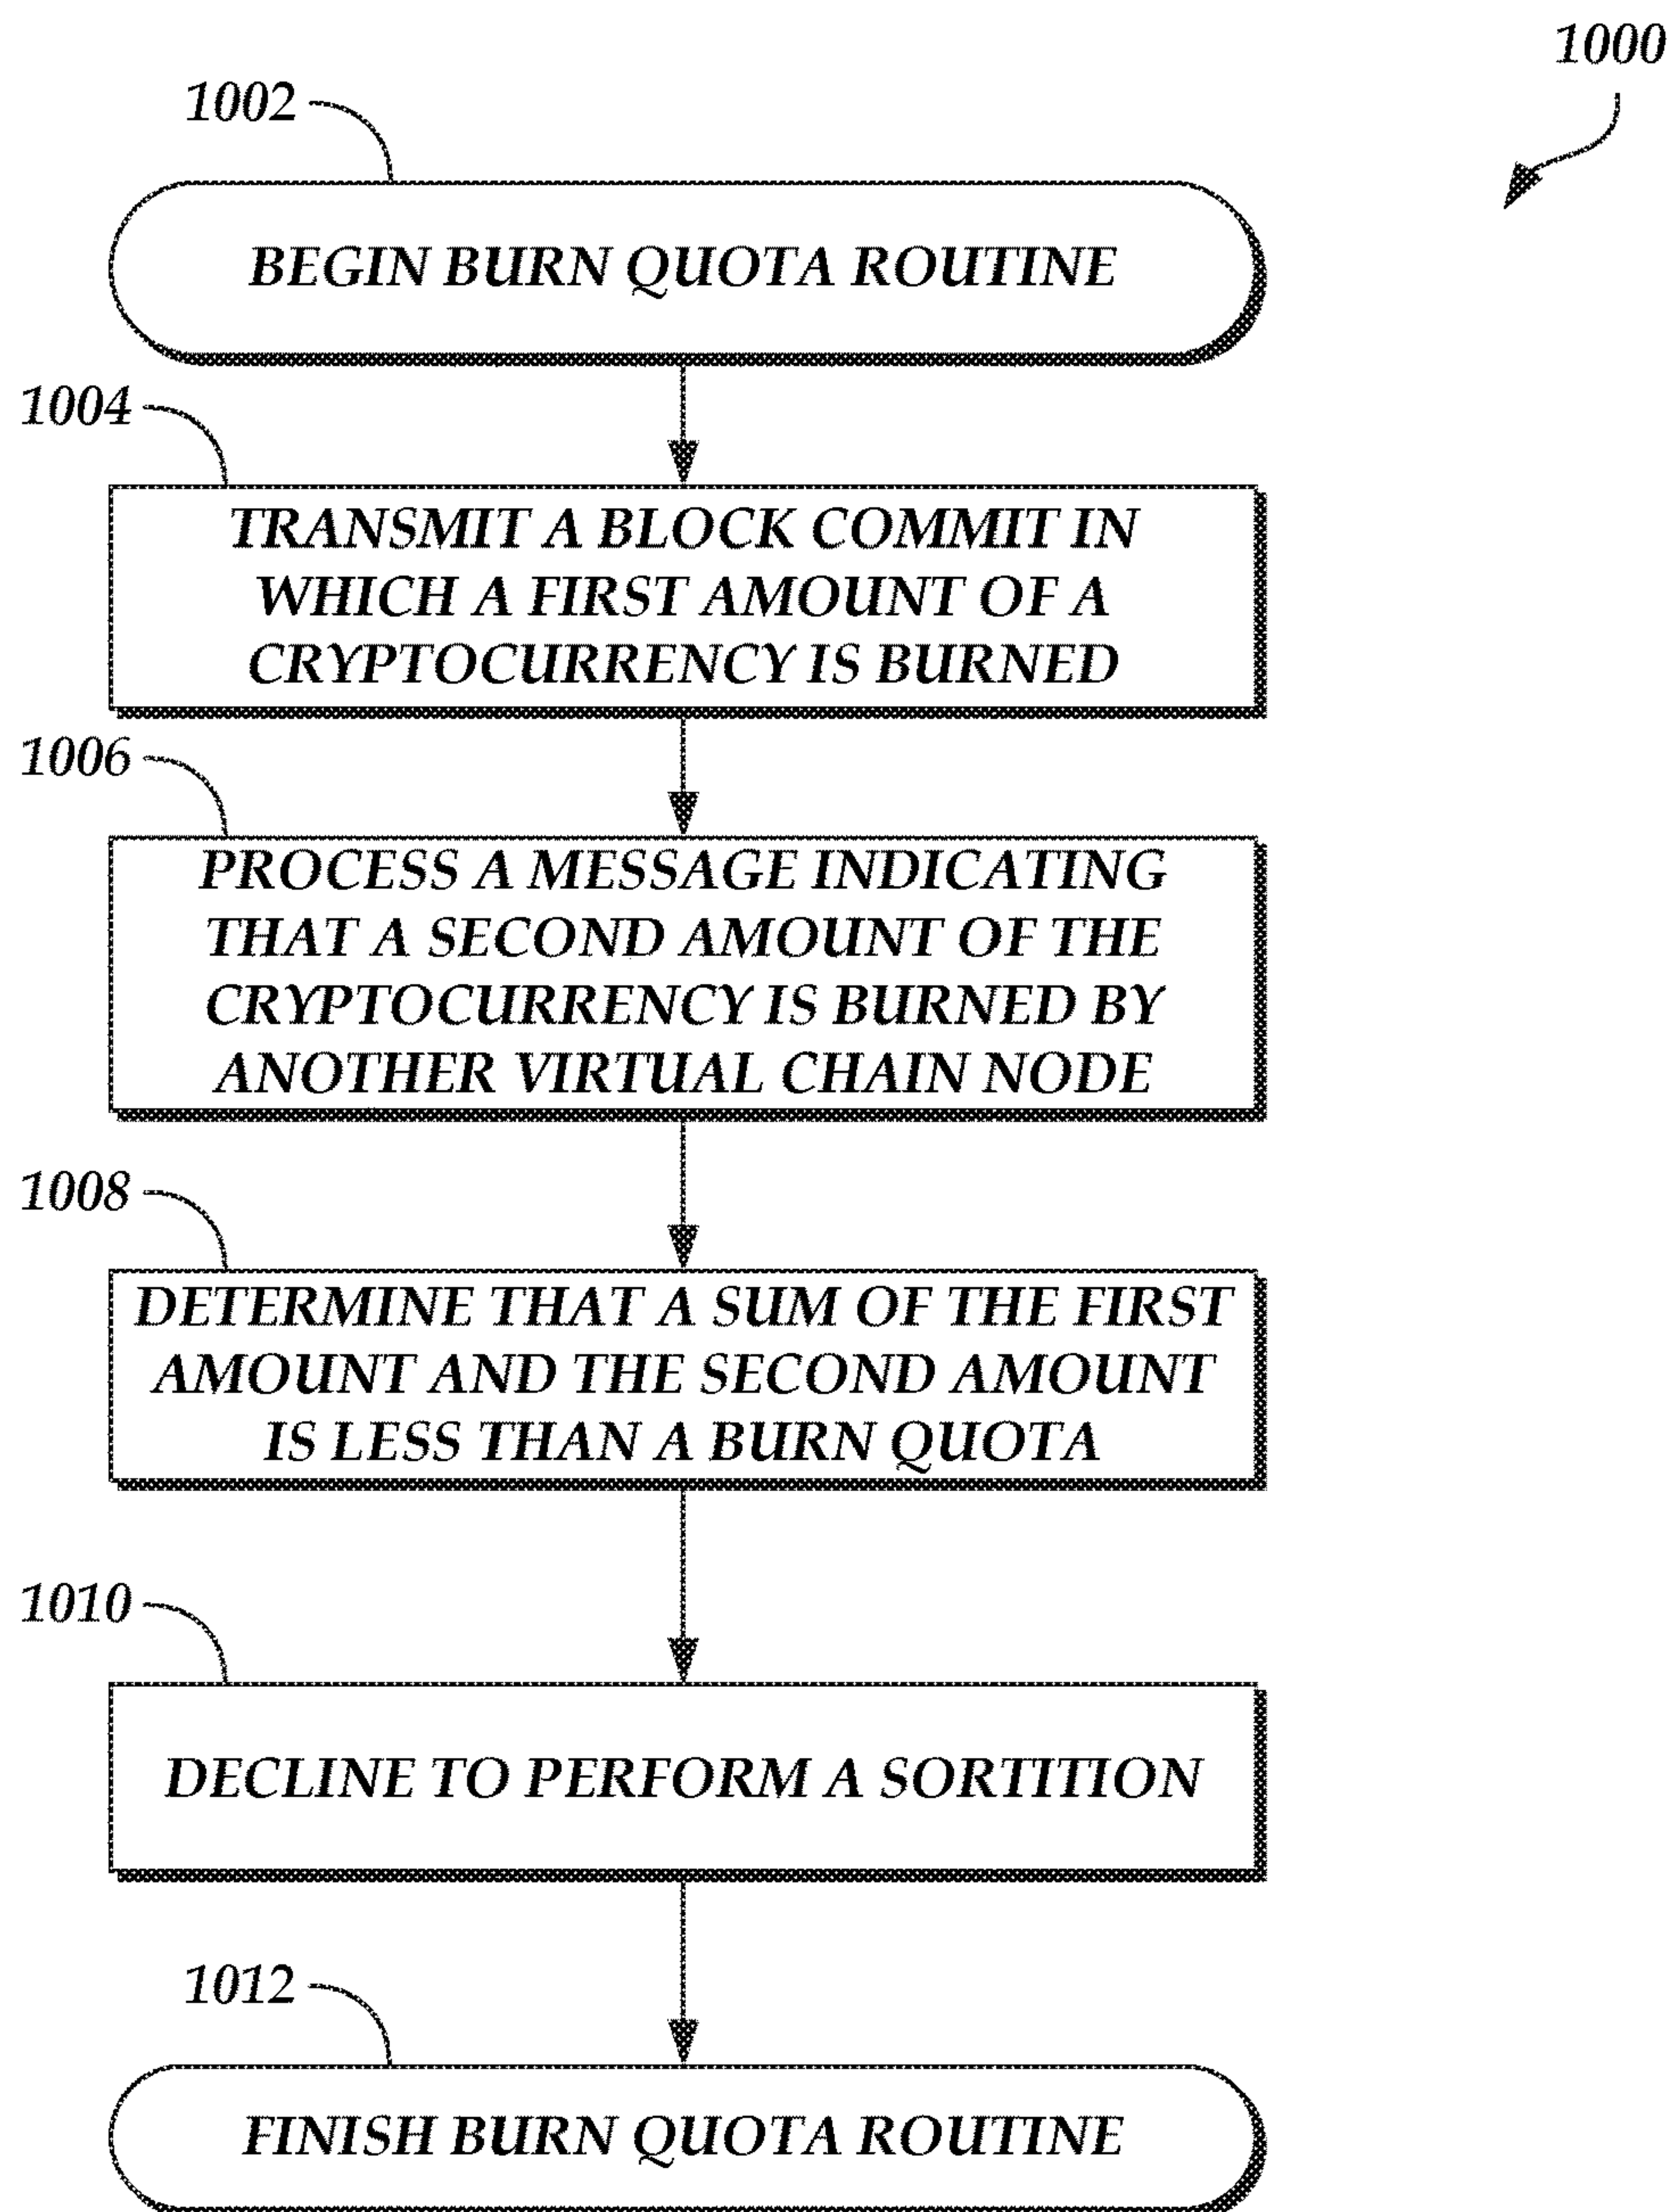 1000
1002
BEGIN BURN QUOTA ROUTINE
1004
TRANSMIT A BLOCK COMMIT IN
WHICH A FIRST AMOUNT OF A
CRYPTOCURRENCY IS BURNED
1006
PROCESS A MESSAGE INDICATING
THAT A SECOND AMOUNT OF THE
CRYPTOCURRENCY IS BURNED BY
ANOTHER VIRTUAL CHAIN NODE
1008
DETERMINE THAT A SUM OF THE FIRST
AMOUNT AND THE SECOND AMOUNT
IS LESS THAN A BURN QUOTA
1010
DECLINE TO PERFORM A SORTITION
1012
FINISH BURN QUOTA ROUTINE